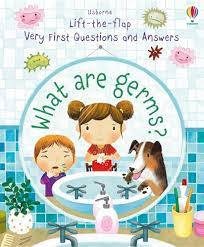 Usborne
Lift-the-flap
Very First Questions and Answers
What are germs?